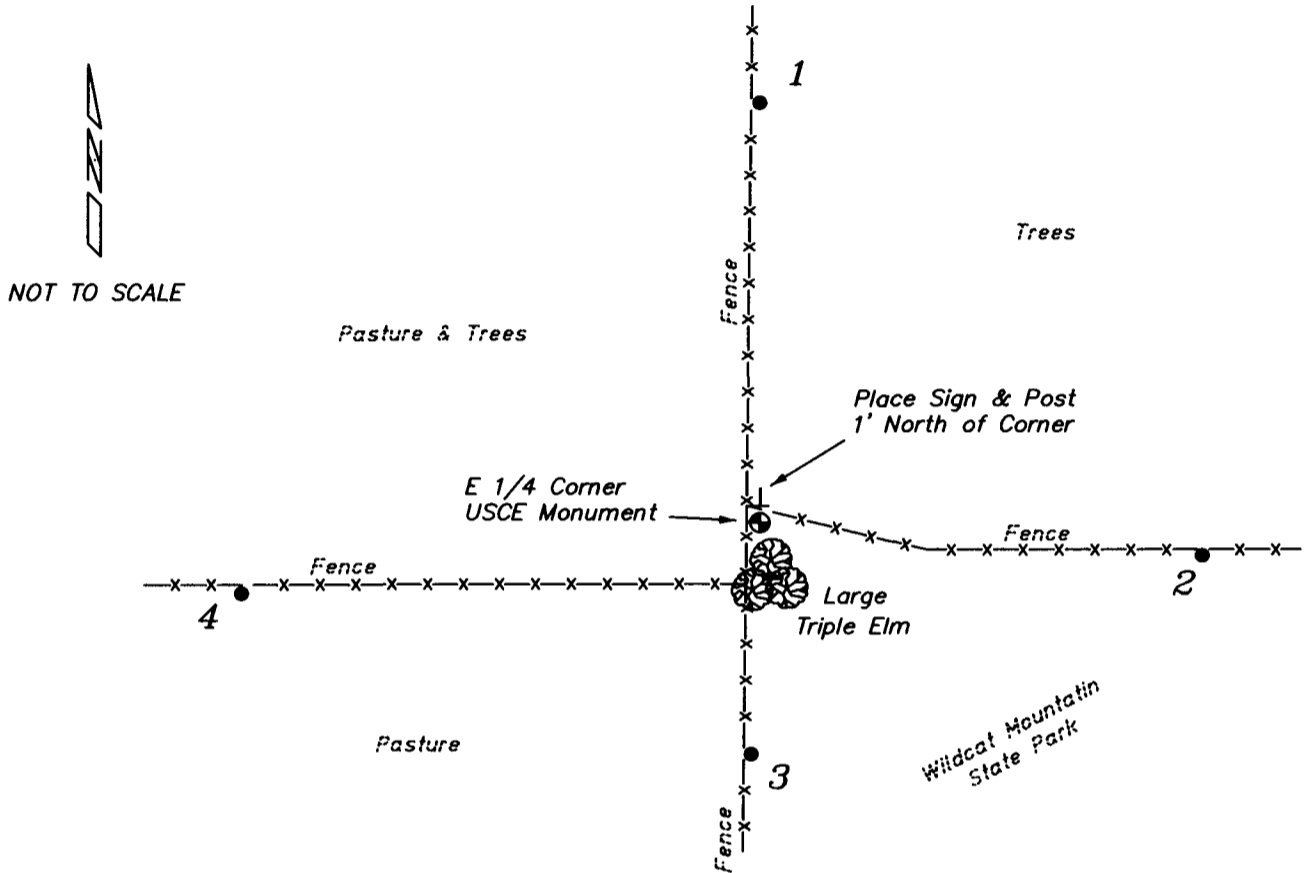 1
Trees
N
NOT TO SCALE
Fence
Pasture & Trees
Place Sign & Post
1' North of Corner
E 1/4 Corner
USCE Monument
Fence
Fence
2
4
Large
Triple Elm
Wildcat Mountatin
State Park
Pasture
3
Fence